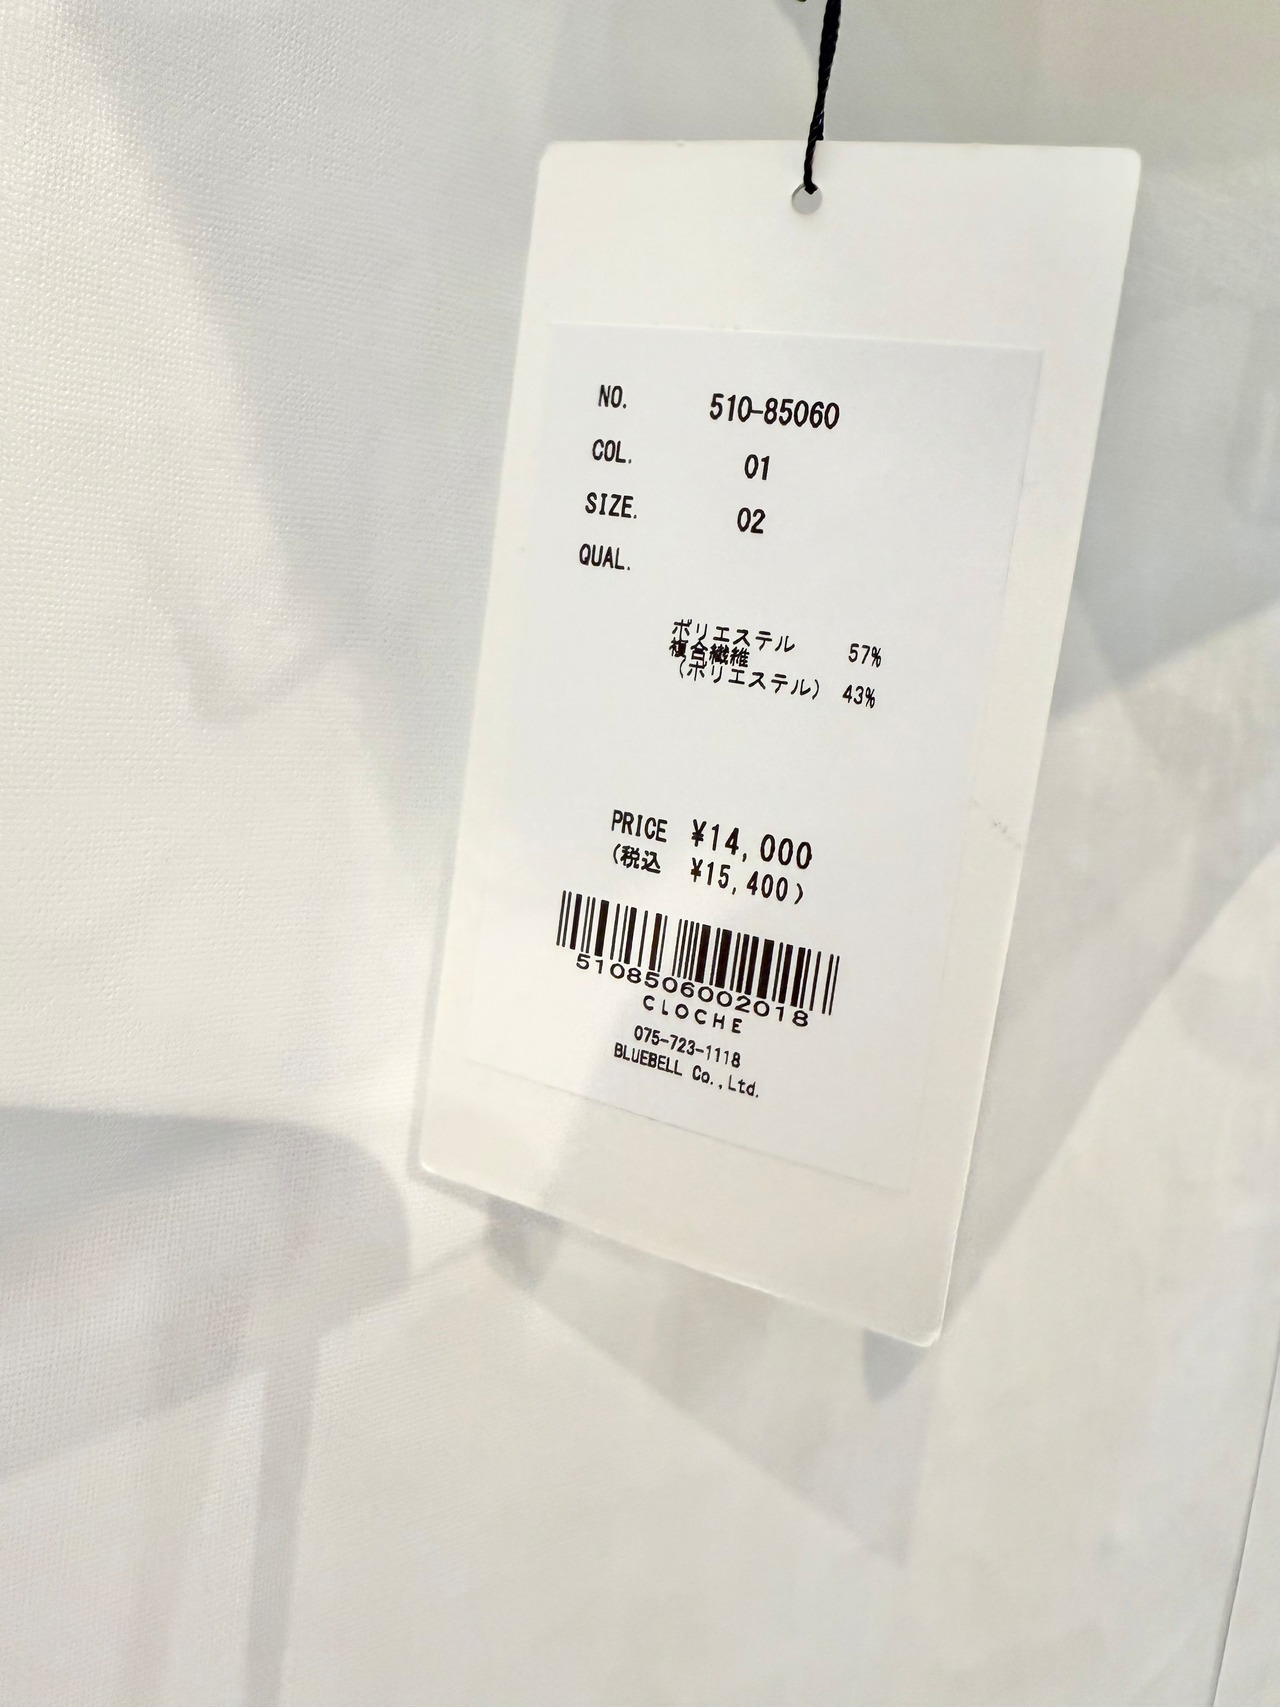 NO. 510-85060
COL. 01
SIZE. 02
QUAL.
ポリエステル 57%
複合繊維
(ポリエステル) 43%
PRICE ¥14,000
(税込 ¥15,400)
5108506002018
CLOCHE
075-723-1118
BLUEBELL Co.,Ltd.